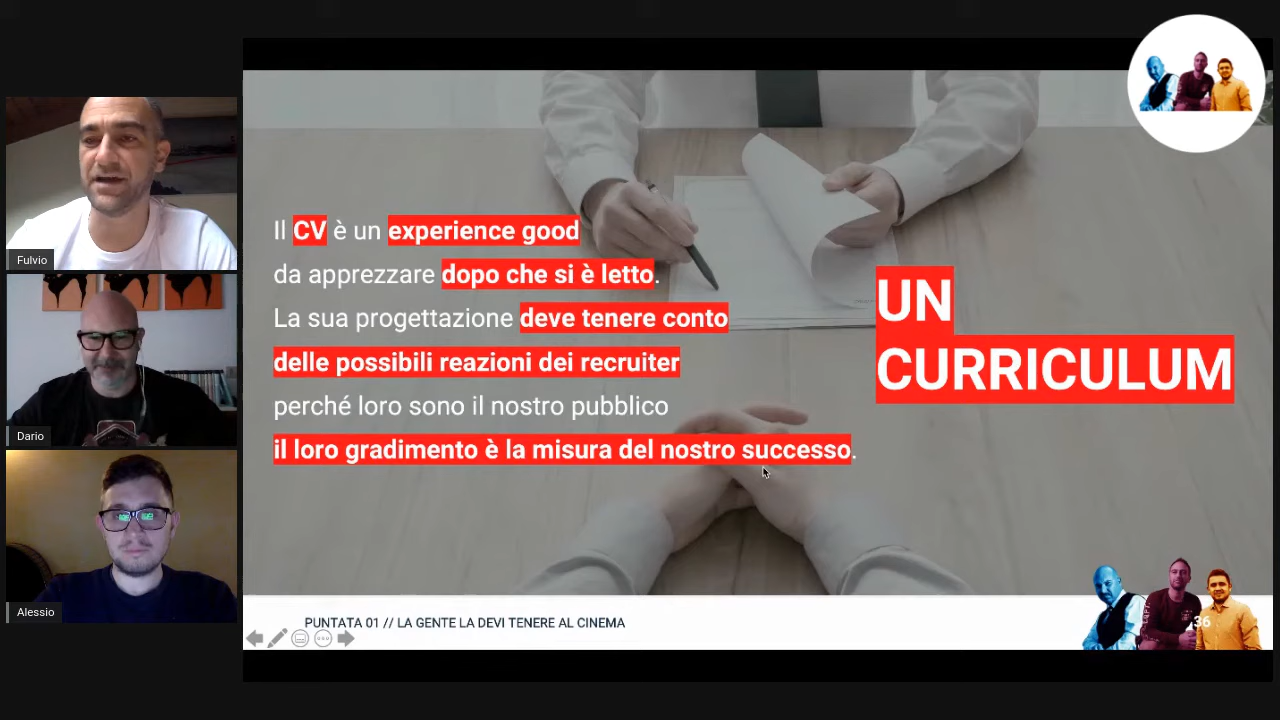 Fulvio
Dario
Alessio
Il CV è un experience good
da apprezzare dopo che si è letto.
La sua progettazione deve tenere conto
delle possibili reazioni dei recruiter
perché loro sono il nostro pubblico
il loro gradimento è la misura del nostro successo.
UN
CURRICULUM
PUNTATA 01 // LA GENTE LA DEVI TENERE AL CINEMA
36